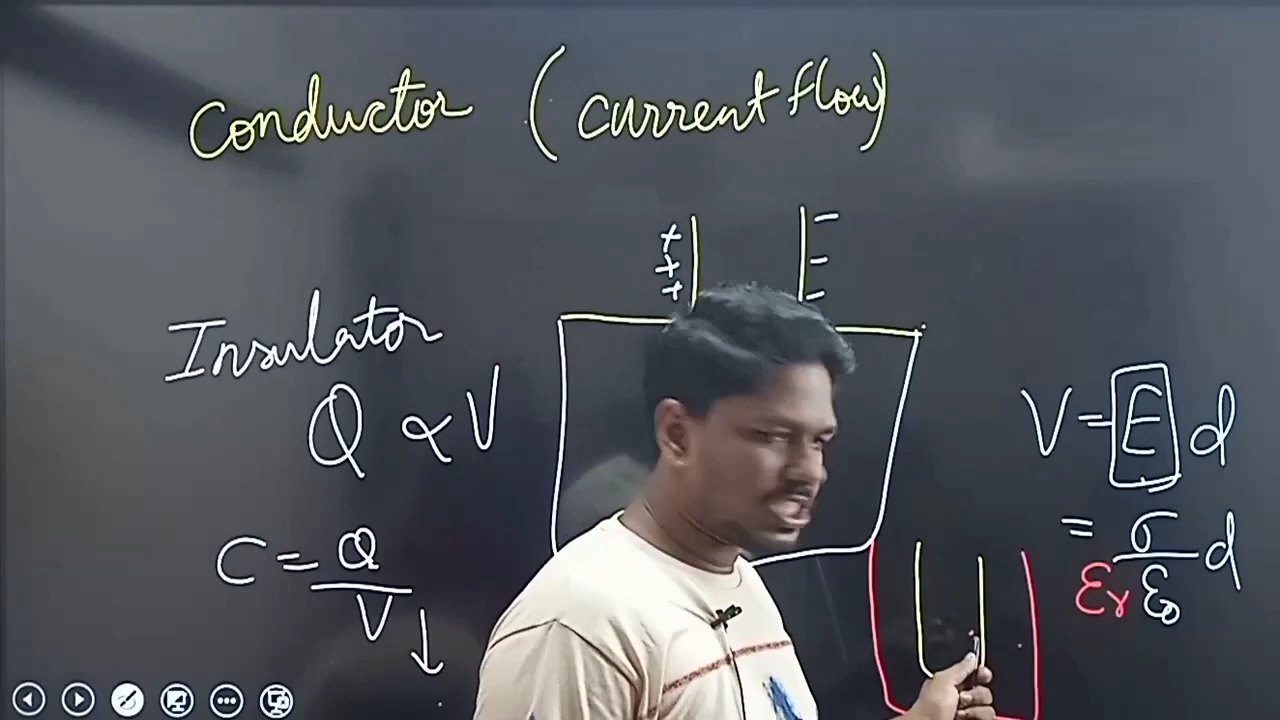 Conductor (current flow)
+ + +
- - -
Insulator
Q ∝ V
C = Q/V ↓
V = E d
= σ/εr ε0 d